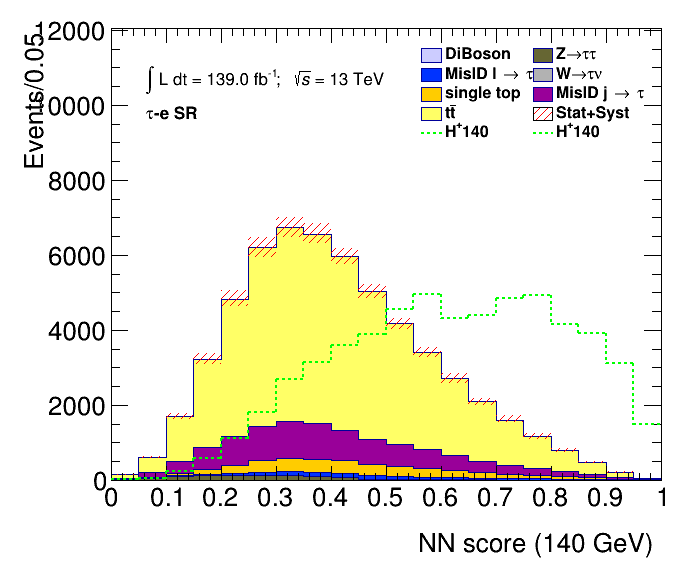 Events/0.05
12000
10000
8000
6000
4000
2000
0
∫ L dt = 139.0 fb⁻¹; √s = 13 TeV
τ-e SR
DiBoson
Z→ττ
MisID l → τ
W→τν
single top
MisID j → τ
tt̄
Stat+Syst
H⁺140
H⁺140
0 0.1 0.2 0.3 0.4 0.5 0.6 0.7 0.8 0.9 1
NN score (140 GeV)